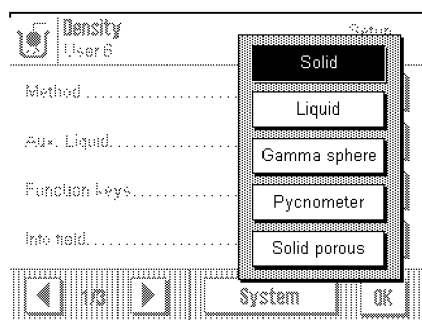 Density
User 6
Setup
Solid
Method
Liquid
Aux. Liquid
Gamma sphere
Function keys
Pycnometer
Info field
Solid porous
1/3
System
OK